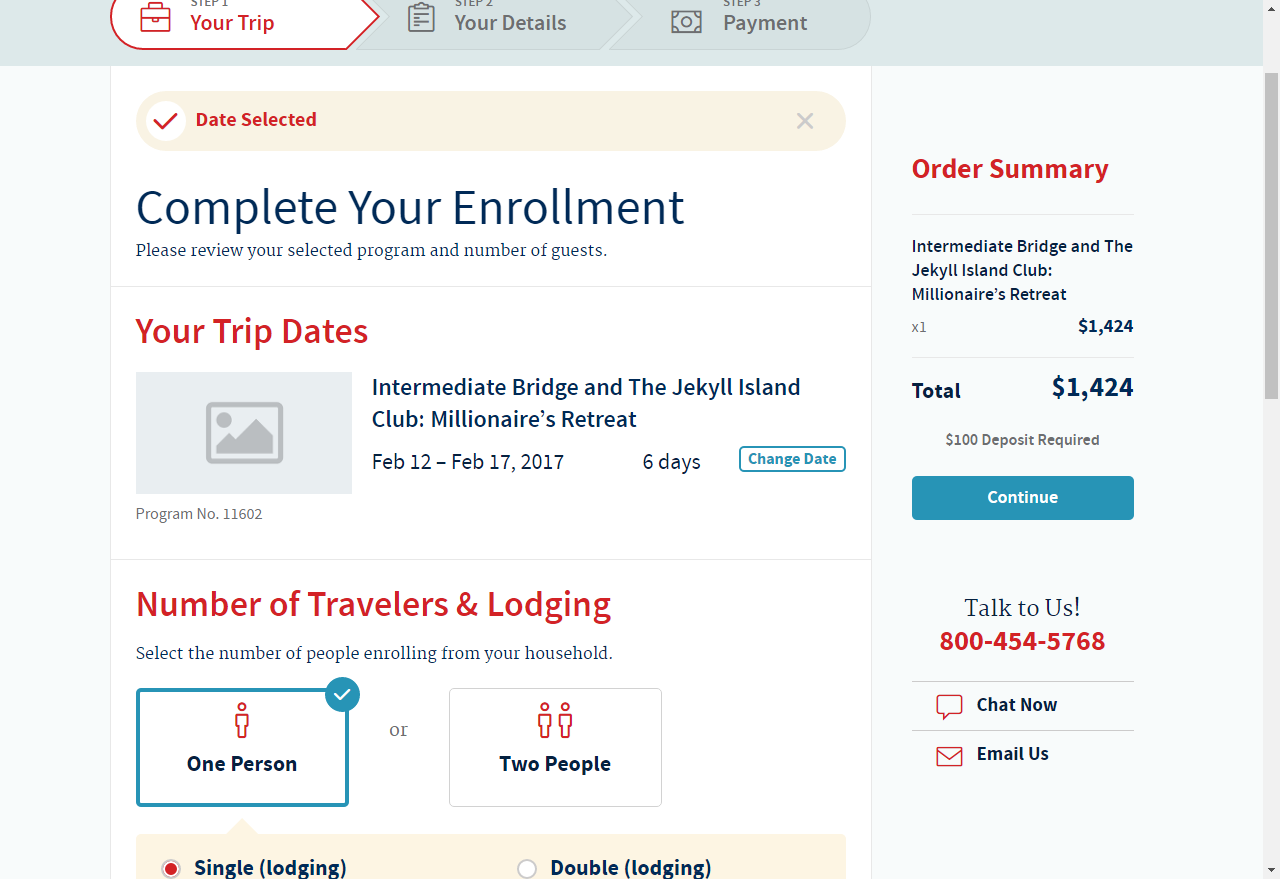 STEP 1
Your Trip
STEP 2
Your Details
STEP 3
Payment
Date Selected
Complete Your Enrollment
Please review your selected program and number of guests.
Your Trip Dates
Intermediate Bridge and The Jekyll Island
Club: Millionaire’s Retreat
Feb 12 – Feb 17, 2017
6 days
Change Date
Program No. 11602
Number of Travelers & Lodging
Select the number of people enrolling from your household.
One Person
or
Two People
Single (lodging)
Double (lodging)
Order Summary
Intermediate Bridge and The
Jekyll Island Club:
Millionaire’s Retreat
x1 $1,424
Total $1,424
$100 Deposit Required
Continue
Talk to Us!
800-454-5768
Chat Now
Email Us